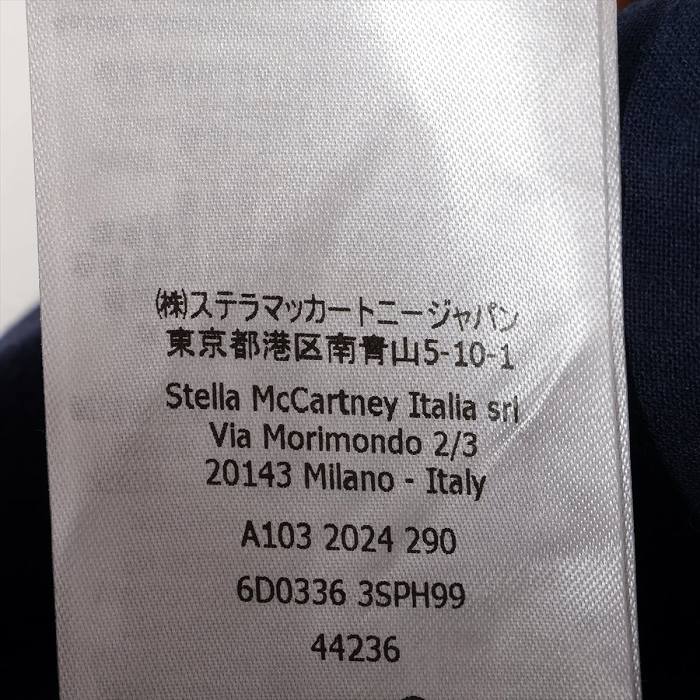 ㈱ステラマッカートニージャパン
東京都港区南青山5-10-1
Stella McCartney Italia srl
Via Morimondo 2/3
20143 Milano - Italy
A103 2024 290
6D0336 3SPH99
44236